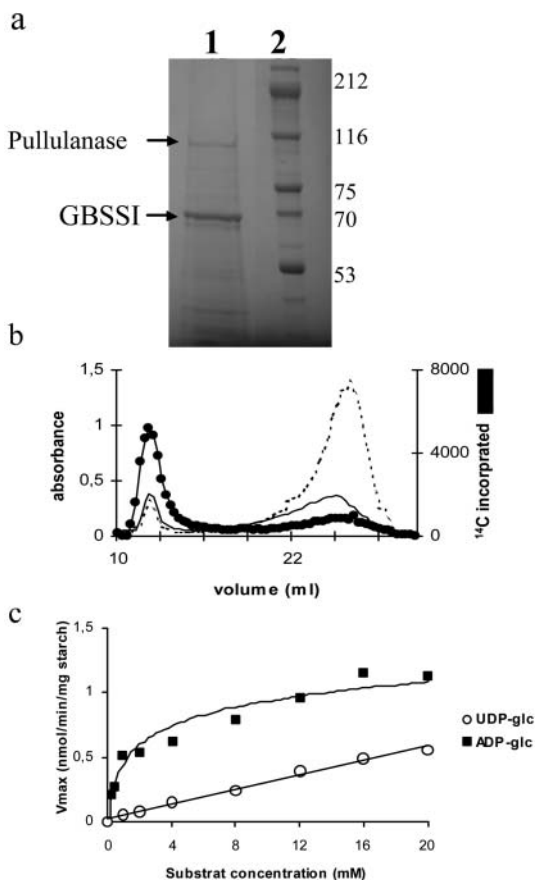 a
1 2
212
Pullulanase
116
75
GBSSI
70
53
b
1,5
8000
1
4000
0,5
0
0
absorbance
¹⁴C incorprated
10
22
volume (ml)
c
1,5
1
0,5
0
Vmax (nmol/min/mg starch)
UDP-glc
ADP-glc
0 4 8 12 16 20
Substrat concentration (mM)